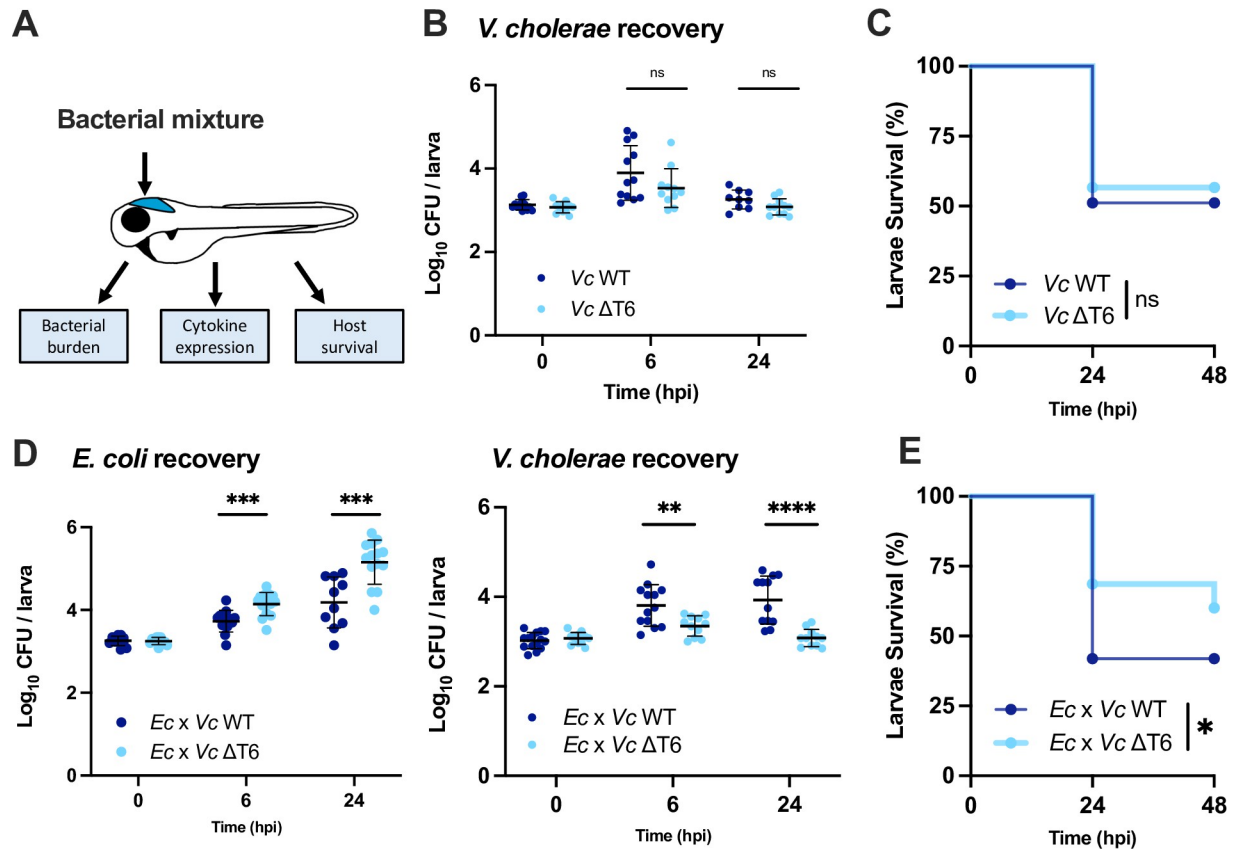 A
Bacterial mixture
Bacterial
burden
Cytokine
expression
Host
survival
B
V. cholerae recovery
Log10 CFU / larva
6
4
2
0
ns
ns
Vc WT
Vc ΔT6
0
6
24
Time (hpi)
C
Larvae Survival (%)
100
75
50
25
0
Vc WT
Vc ΔT6
ns
0
24
48
Time (hpi)
D
E. coli recovery
Log10 CFU / larva
6
4
2
0
***
***
Ec x Vc WT
Ec x Vc ΔT6
0
6
24
Time (hpi)
V. cholerae recovery
Log10 CFU / larva
6
4
2
0
**
****
Ec x Vc WT
Ec x Vc ΔT6
0
6
24
Time (hpi)
E
Larvae Survival (%)
100
75
50
25
0
Ec x Vc WT
Ec x Vc ΔT6
*
0
24
48
Time (hpi)